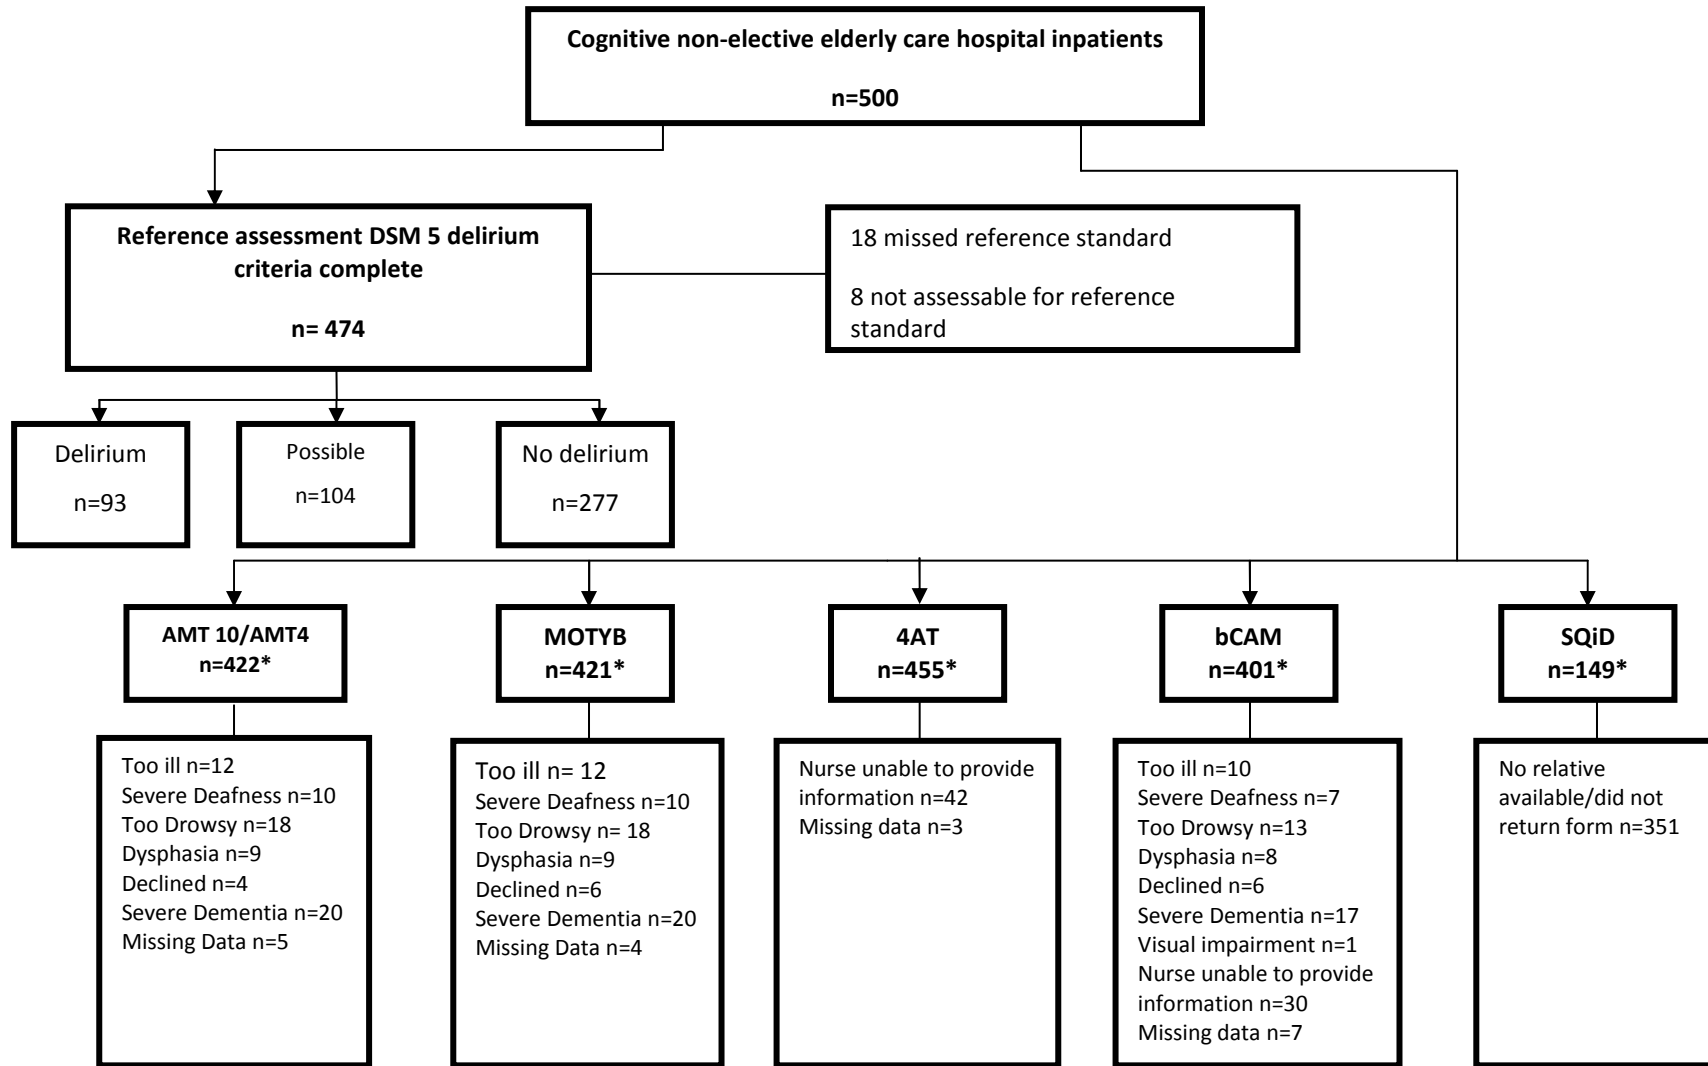 Cognitive non-elective elderly care hospital inpatients
n=500
Reference assessment DSM 5 delirium
criteria complete
n= 474
18 missed reference standard
8 not assessable for reference
standard
Delirium
n=93
Possible
n=104
No delirium
n=277
AMT 10/AMT4
n=422*
MOTYB
n=421*
4AT
n=455*
bCAM
n=401*
SQiD
n=149*
Too ill n=12
Severe Deafness n=10
Too Drowsy n=18
Dysphasia n=9
Declined n=4
Severe Dementia n=20
Missing Data n=5
Too ill n= 12
Severe Deafness n=10
Too Drowsy n= 18
Dysphasia n=9
Declined n=6
Severe Dementia n=20
Missing Data n=4
Nurse unable to provide
information n=42
Missing data n=3
Too ill n=10
Severe Deafness n=7
Too Drowsy n=13
Dysphasia n=8
Declined n=6
Severe Dementia n=17
Visual impairment n=1
Nurse unable to provide
information n=30
Missing data n=7
No relative
available/did not
return form n=351